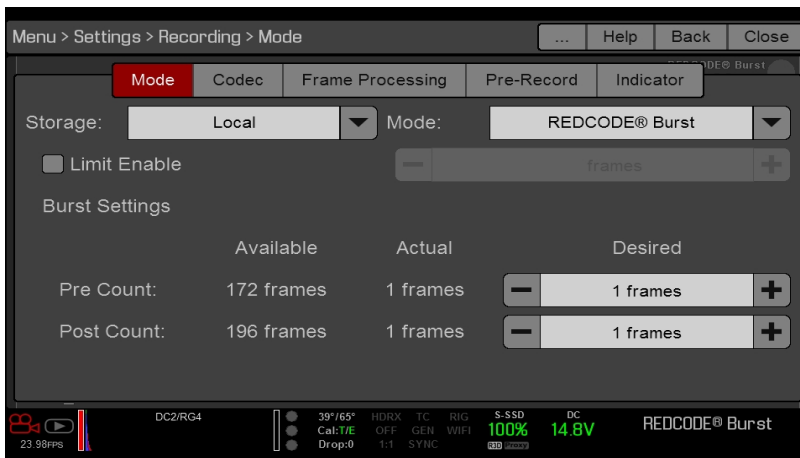 Menu > Settings > Recording > Mode ... Help Back Close
Mode Codec Frame Processing Pre-Record Indicator
Storage: Local Mode: REDCODE® Burst
Limit Enable frames
Burst Settings
Available Actual Desired
Pre Count: 172 frames 1 frames 1 frames
Post Count: 196 frames 1 frames 1 frames
DC2/RG4 39°/65° HDRX TC RIG S-SSD DC
Cal:T/E OFF GEN WIFI 100% 14.8V REDCODE® Burst
23.98FPS Drop:0 1:1 SYNC R3D Proxy